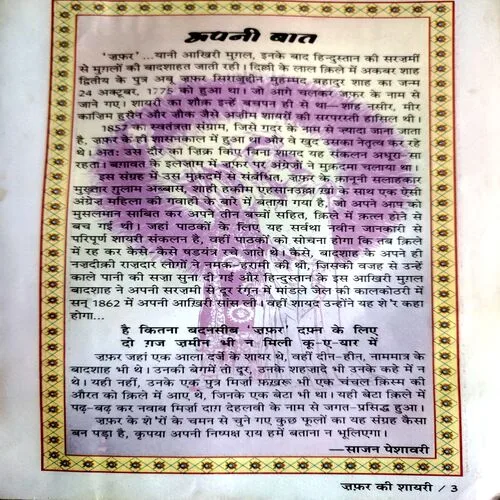 अपनी बात
'ज़फ़र' ...यानी आखिरी मुगल, इनके बाद हिन्दुस्तान की सरज़मीं
से मुगलों की बादशाहत जाती रही। दिल्ली के लाल क़िले में अकबर शाह
द्वितीय के पुत्र अबू ज़फ़र सिराजुद्दीन मुहम्मद बहादुर शाह का जन्म
24 अक्टूबर, 1775 को हुआ था। जो आगे चलकर ज़फ़र के नाम से
जाने गए। शायरी का शौक इन्हें बचपन ही से था—शाह नसीर, मीर
काजिम हुसैन और जौक जैसे अज़ीम शायरों की सरपरस्ती हासिल थी।
1857 स्वतंत्रता संग्राम, जिसे ग़दर के नाम से ज्यादा जाना जाता
है, ज़फ़र के ही शासनकाल में हुआ था और वे खुद उसका नेतृत्व कर रहे
थे। अतः उस दौर का जिक्र किए बिना शायद यह संकलन अधूरा-सा
रहता। बग़ावत के इलज़ाम में ज़फ़र पर अंग्रेजों ने मुकदमा चलाया था।
इस संग्रह में उस मुकदमें से संबंधित, ज़फ़र के क़ानूनी सलाहकार
मुख्तार ग़ुलाम अब्बास, शाही हकीम एहसानउल्ला खां के साथ एक ऐसी
अंग्रेज़ महिला की गवाही के बारे में बताया गया है, जो अपने आप को
मुसलमान साबित कर अपने तीन बच्चों सहित, क़िले में क़त्ल होने से
बच गई थी। जहां पाठकों के लिए यह सर्वथा नवीन जानकारी से
परिपूर्ण शायरी संकलन है, वहीं पाठकों को सोचना होगा कि तब क़िले
में रह कर कैसे-कैसे षडयंत्र रचे जाते थे। कैसे, बादशाह के अपने ही
नजदीकी राज़दार लोगों ने नमक-हरामी की थी, जिसकी वजह से उन्हें
काले पानी की सजा सुना दी गई और हिन्दुस्तान के इस आखिरी मुगल
बादशाह ने अपनी सरज़मी से दूर रंगून में मांडले जेल की कालकोठरी में
सन् 1862 में अपनी आख़िरी सांस ली। वहीं शायद उन्होंने यह शे'र कहा
होगा...
है कितना बदनसीब 'ज़फ़र' दफ़्न के लिए
दो ग़ज ज़मीन भी न मिली कू-ए-यार में
ज़फ़र जहां एक आला दर्जे के शायर थे, वहीं दीन-हीन, नाममात्र के
बादशाह भी थे। उनकी बेगमें तो दूर, उनके शहज़ादे भी उनके कहे में न
थे। यही नहीं, उनके एक पुत्र मिर्ज़ा फ़ख़रू भी एक चंचल क़िस्म की
औरत को क़िले में आए थे, जिनके एक बेटा भी था। यही बेटा क़िले में
पढ़-बढ़ कर नवाब मिर्ज़ा दाग़ देहलवी के नाम से जगत-प्रसिद्ध हुआ।
ज़फ़र के शे'रों के चमन से चुने गए कुछ फूलों का यह संग्रह कैसा
बन पड़ा है, कृपया अपनी निष्पक्ष राय हमें बताना न भूलिएगा।
—साजन पेशावरी
ज़फ़र की शायरी / 3